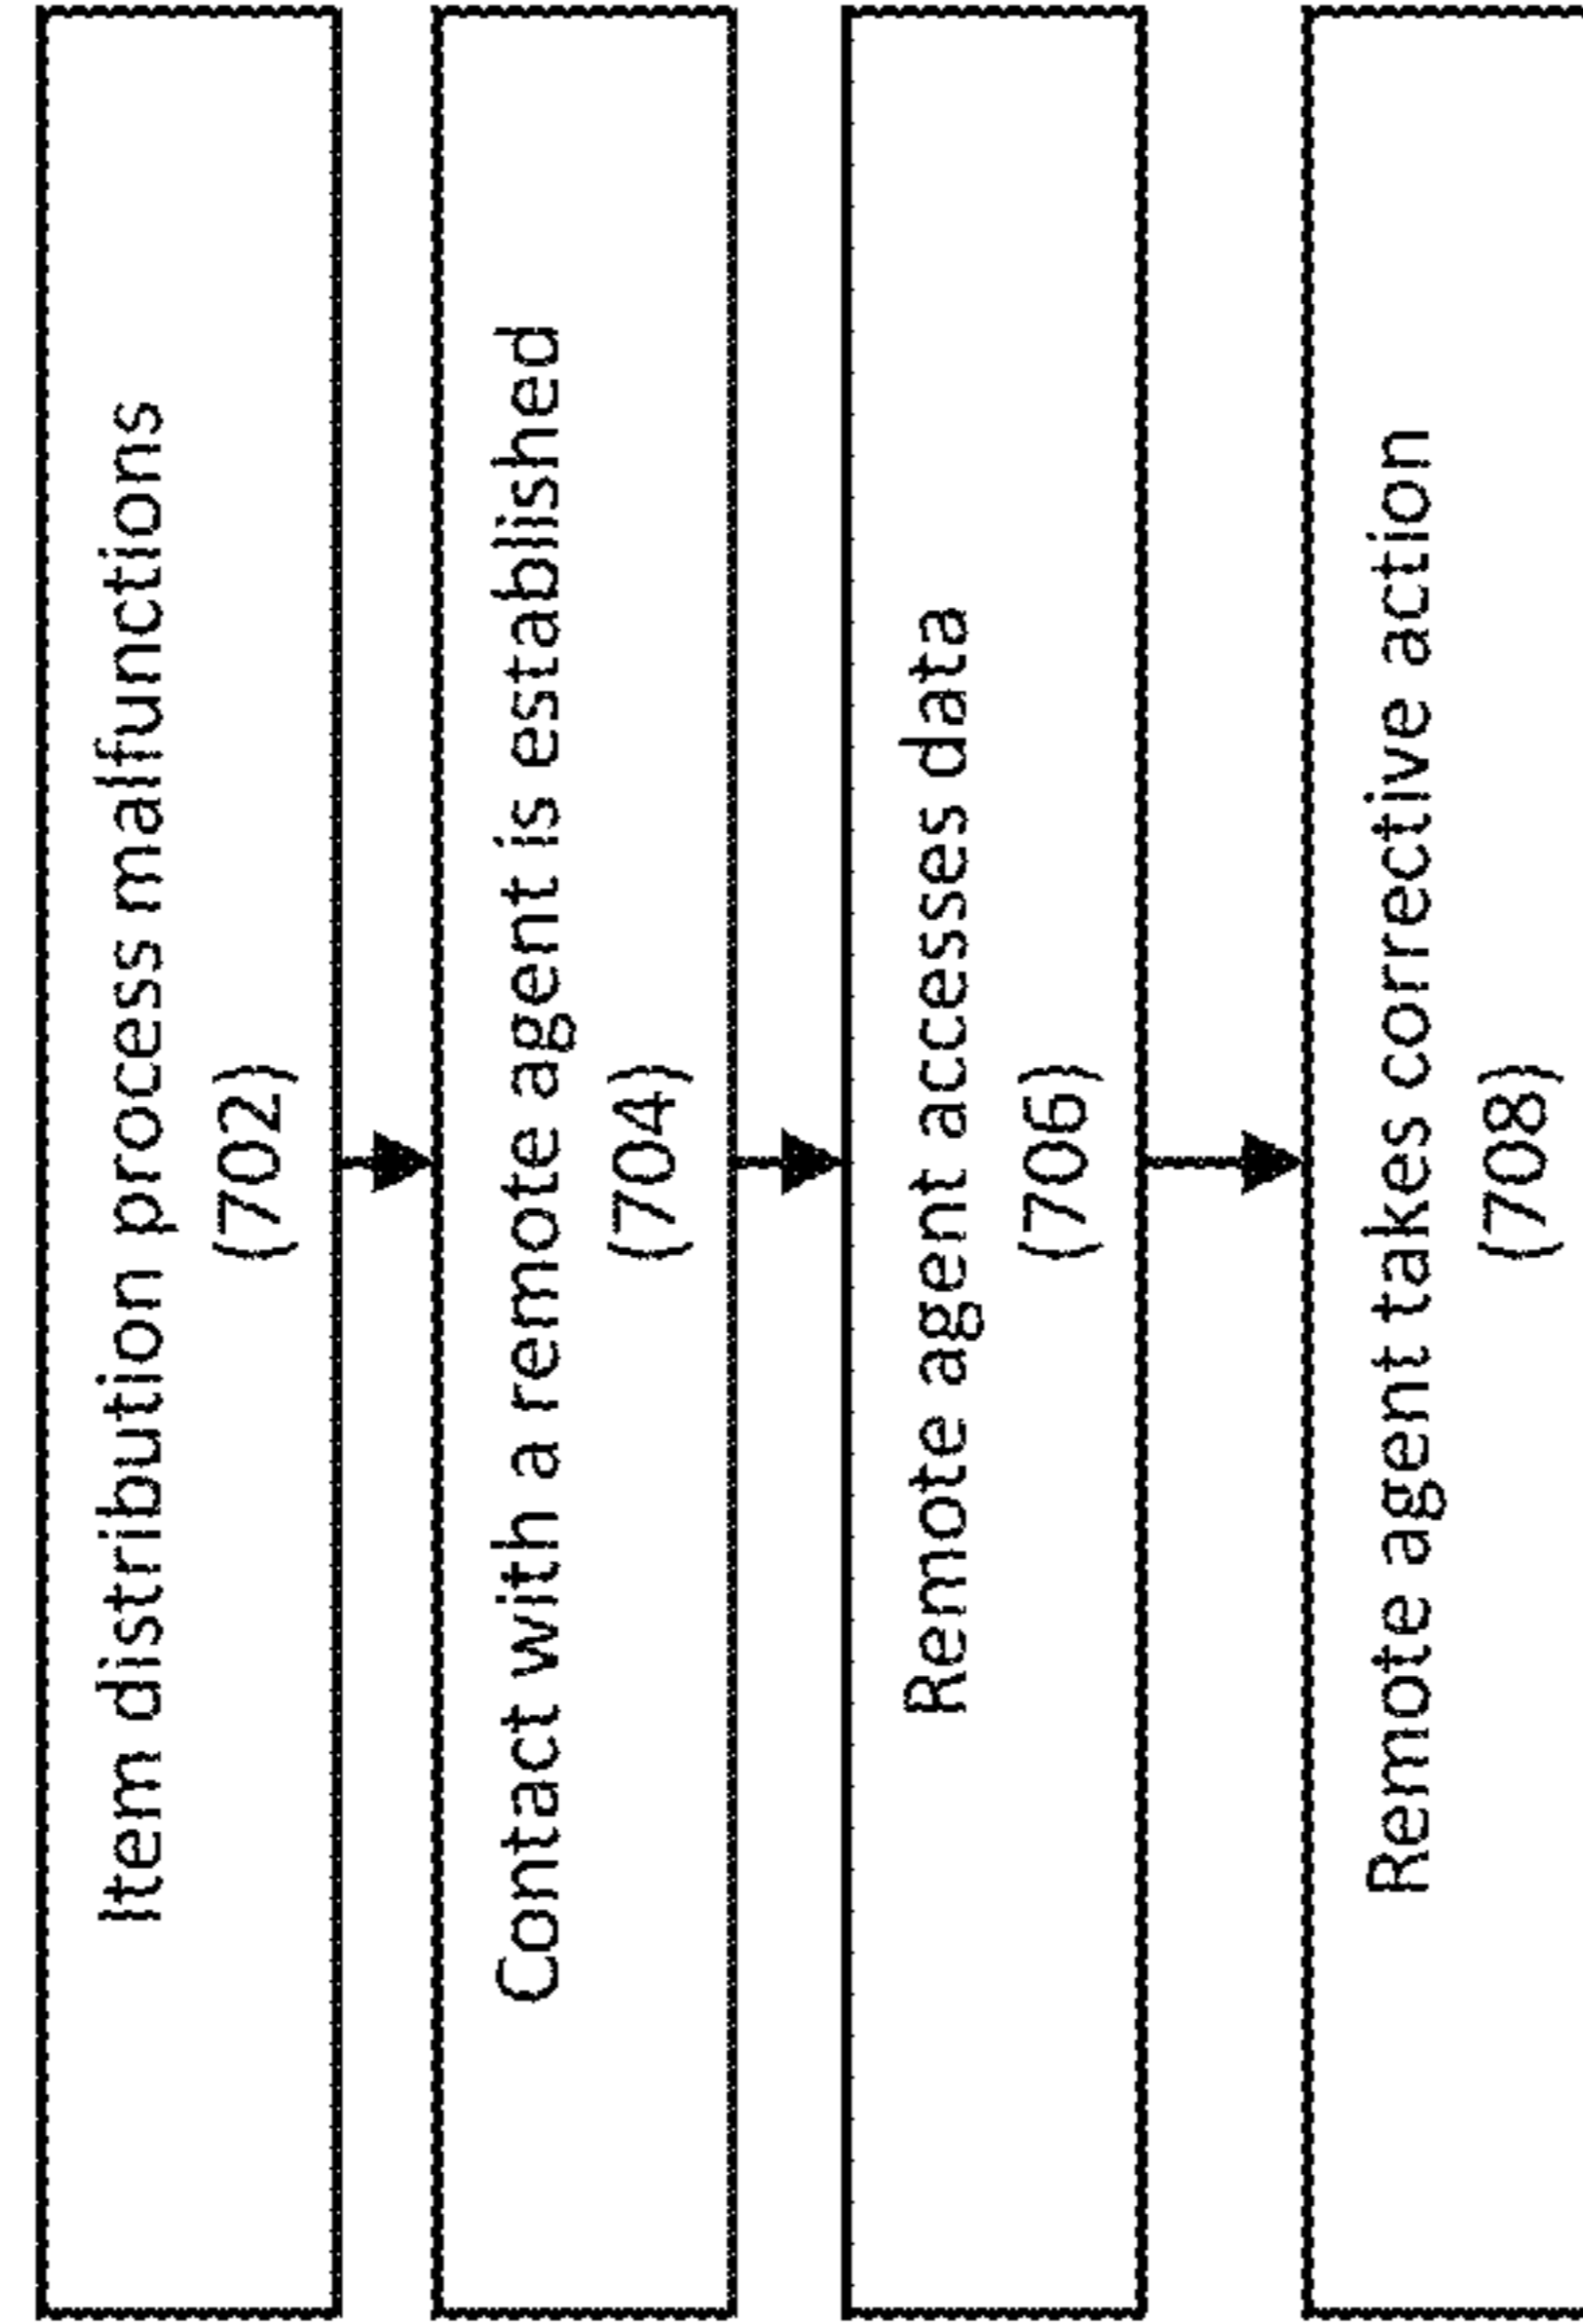 Item distribution process malfunctions
(702)
Contact with a remote agent is established
(704)
Remote agent accesses data
(706)
Remote agent takes corrective action
(708)